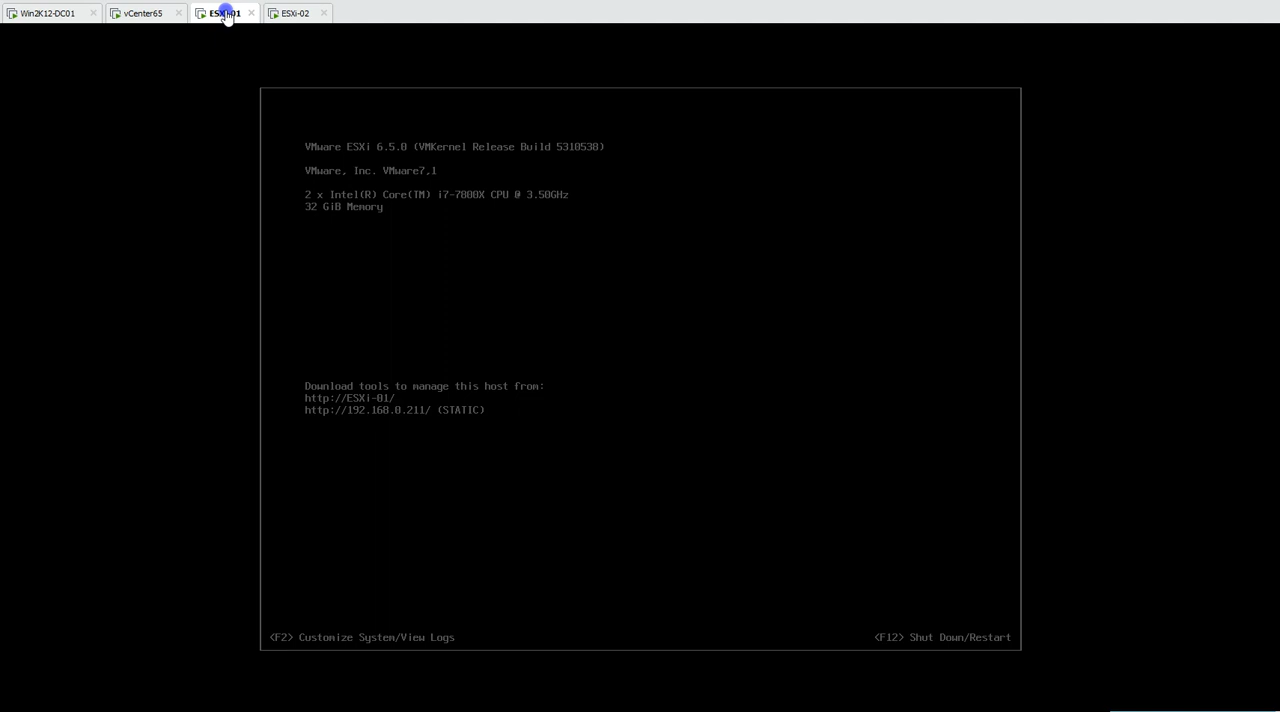 Win2K12-DC01
vCenter65
ESXi-01
ESXi-02
VMware ESXi 6.5.0 (VMKernel Release Build 5310538)
VMware, Inc. VMware7,1
2 x Intel(R) Core(TM) i7-7800X CPU @ 3.50GHz
32 GiB Memory
Download tools to manage this host from:
http://ESXi-01/
http://192.168.0.211/ (STATIC)
<F2> Customize System/View Logs
<F12> Shut Down/Restart